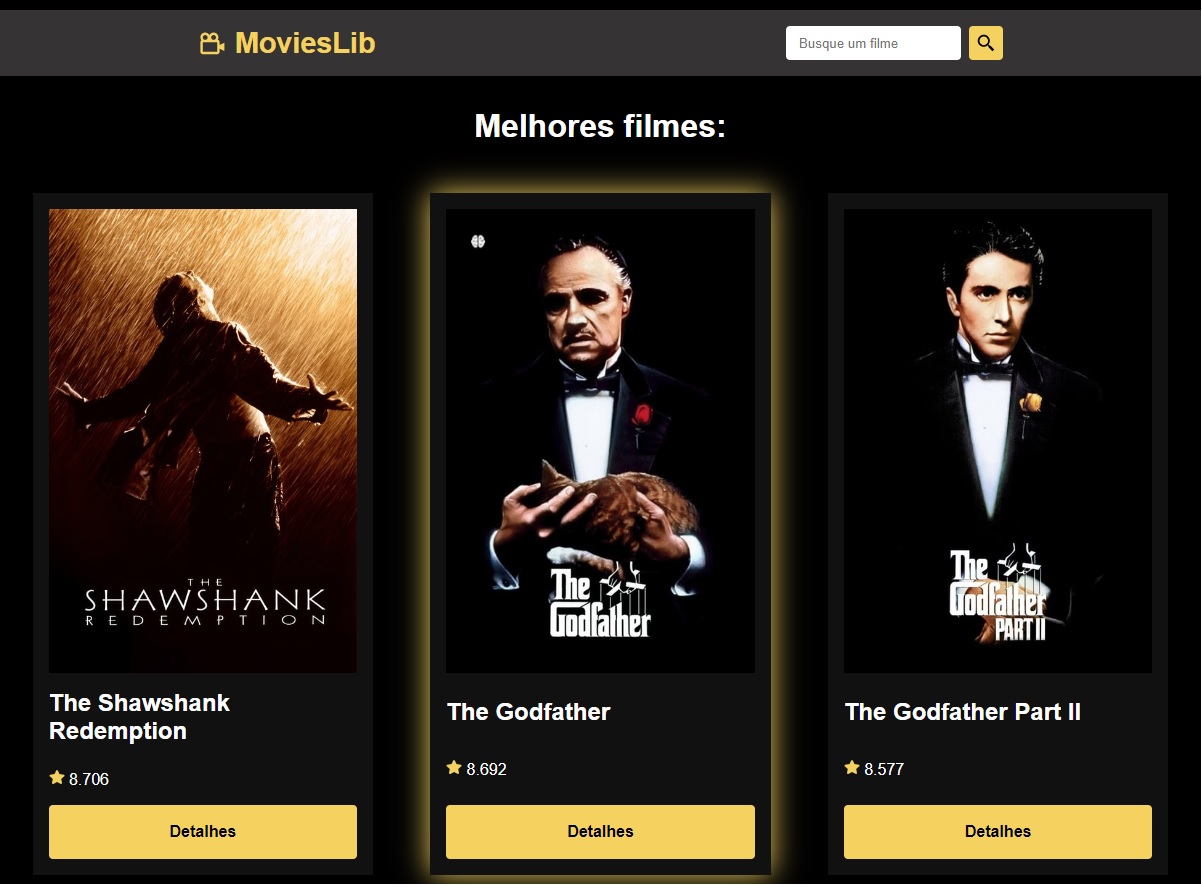 MoviesLib
Busque um filme
Melhores filmes:
THE
SHAWSHANK
REDEMPTION
The Shawshank
Redemption
8.706
Detalhes
The
Godfather
The Godfather
8.692
Detalhes
The
Godfather
PART II
The Godfather Part II
8.577
Detalhes